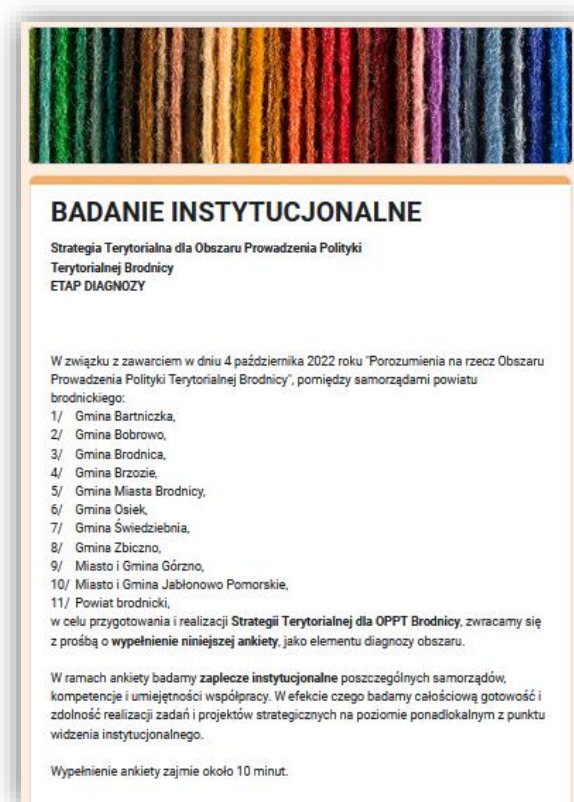 BADANIE INSTYTUCJONALNE
Strategia Terytorialna dla Obszaru Prowadzenia Polityki
Terytorialnej Brodnicy
ETAP DIAGNOZY
W związku z zawarciem w dniu 4 października 2022 roku "Porozumienia na rzecz Obszaru
Prowadzenia Polityki Terytorialnej Brodnicy", pomiędzy samorządami powiatu
brodnickiego:
1/ Gmina Bartniczka,
2/ Gmina Bobrowo,
3/ Gmina Brodnica,
4/ Gmina Brzozie,
5/ Gmina Miasta Brodnicy,
6/ Gmina Osiek,
7/ Gmina Świedziebnia,
8/ Gmina Zbiczno,
9/ Miasto i Gmina Górzno,
10/ Miasto i Gmina Jabłonowo Pomorskie,
11/ Powiat brodnicki,
w celu przygotowania i realizacji Strategii Terytorialnej dla OPPT Brodnicy, zwracamy się
z prośbą o wypełnienie niniejszej ankiety, jako elementu diagnozy obszaru.
W ramach ankiety badamy zaplecze instytucjonalne poszczególnych samorządów,
kompetencje i umiejętności współpracy. W efekcie czego badamy całościową gotowość i
zdolność realizacji zadań i projektów strategicznych na poziomie ponadlokalnym z punktu
widzenia instytucjonalnego.
Wypełnienie ankiety zajmie około 10 minut.